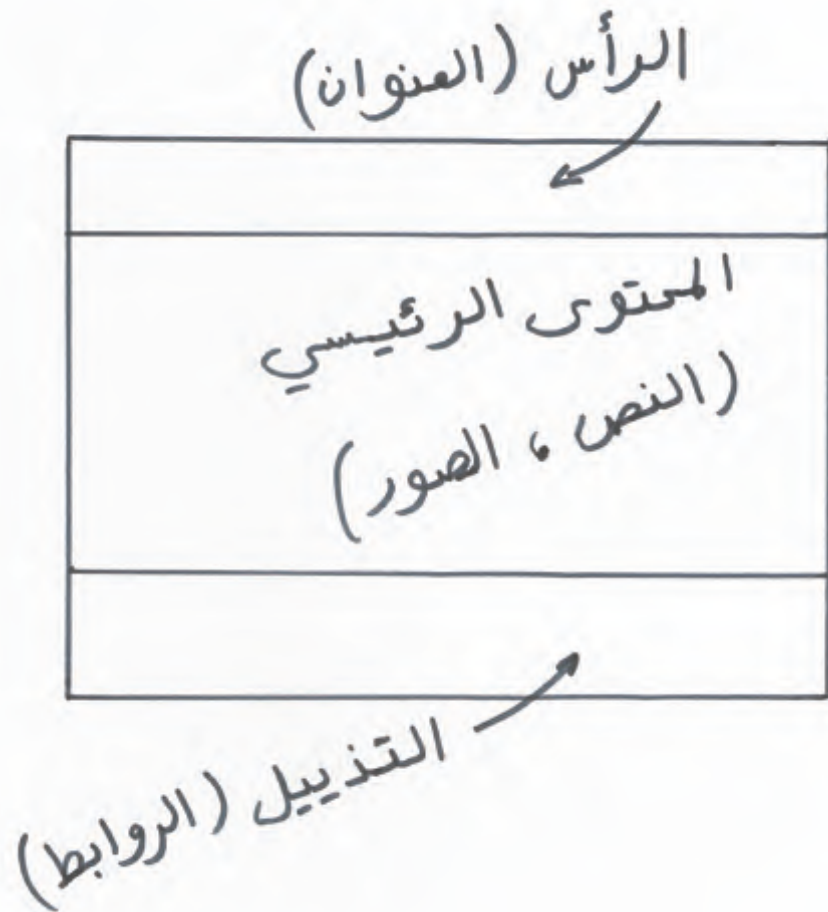 الرأس (العنوان)
المحتوى الرئيسي
(النص ، الصور)
التذييل (الروابط)